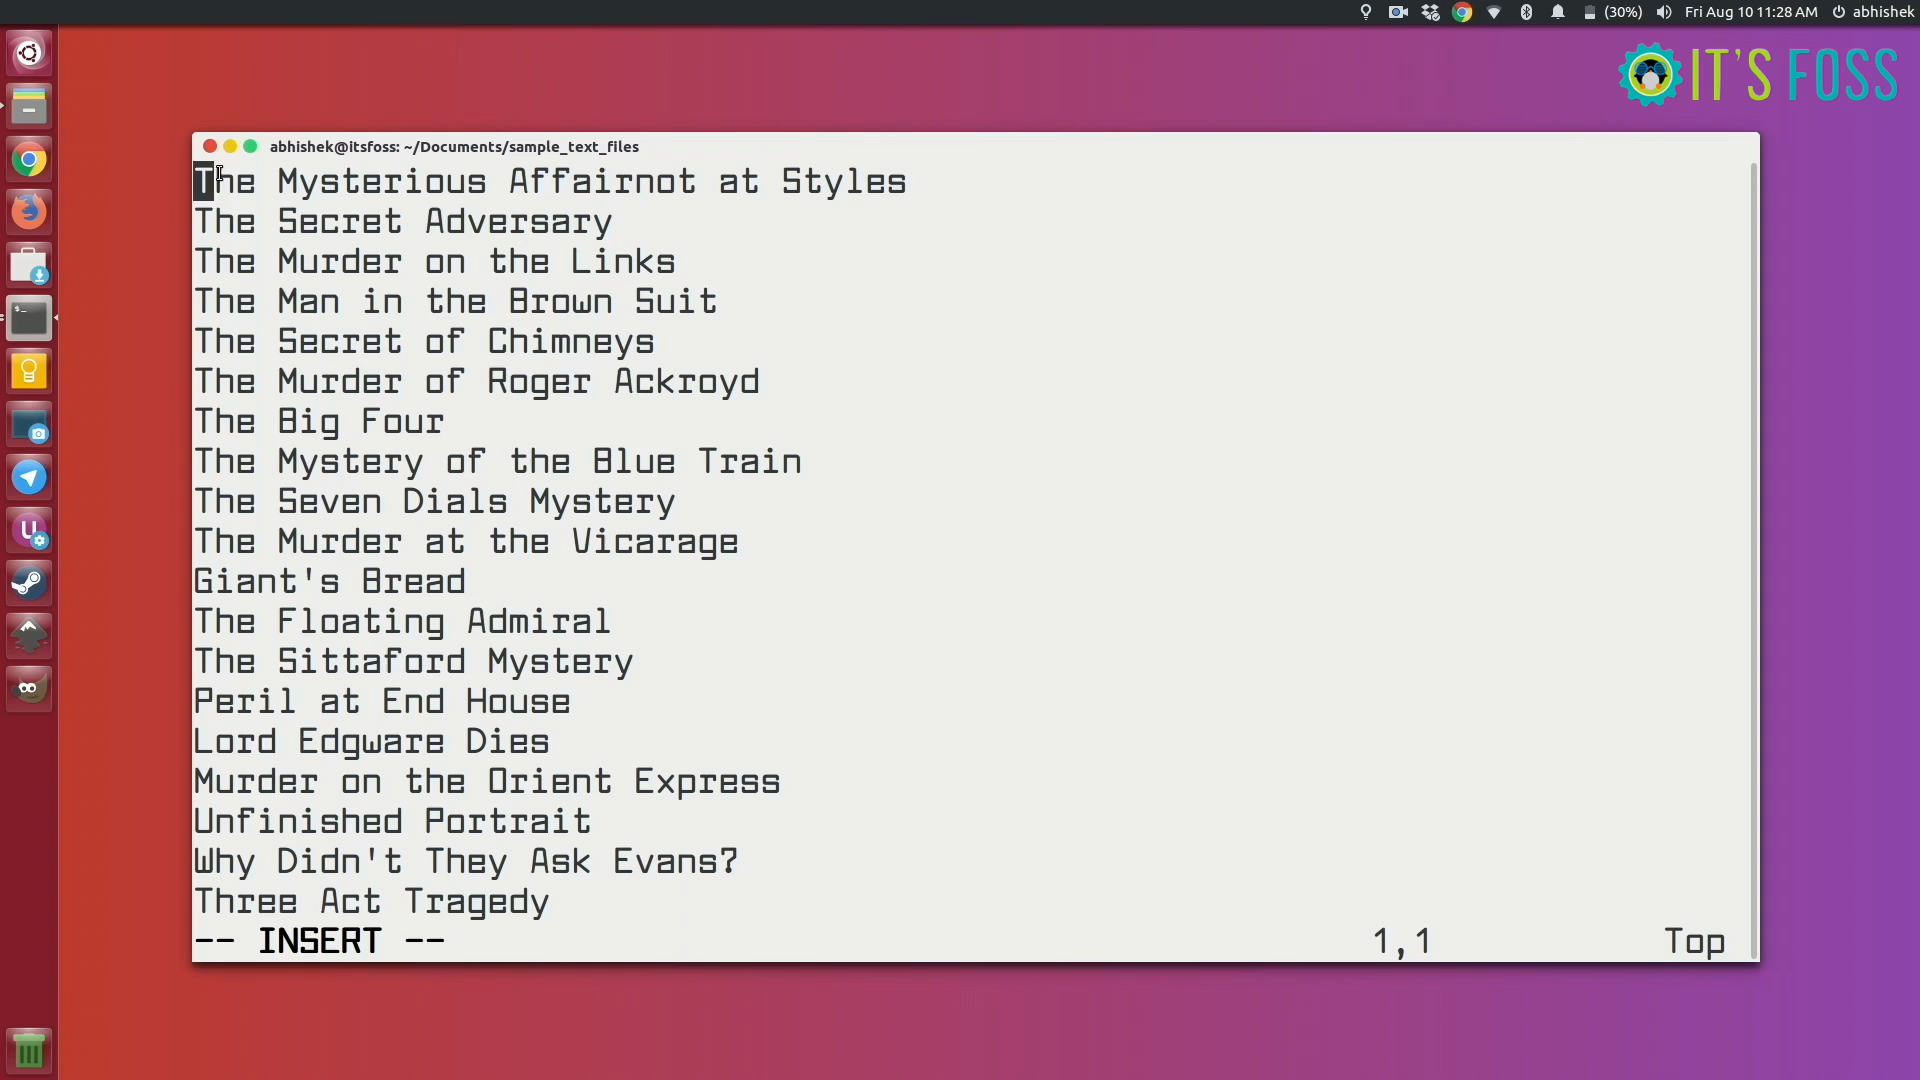 (30%) Fri Aug 10 11:28 AM abhishek
IT'S FOSS
abhishek@itsfoss: ~/Documents/sample_text_files
The Mysterious Affairnot at Styles
The Secret Adversary
The Murder on the Links
The Man in the Brown Suit
The Secret of Chimneys
The Murder of Roger Ackroyd
The Big Four
The Mystery of the Blue Train
The Seven Dials Mystery
The Murder at the Vicarage
Giant's Bread
The Floating Admiral
The Sittaford Mystery
Peril at End House
Lord Edgware Dies
Murder on the Orient Express
Unfinished Portrait
Why Didn't They Ask Evans?
Three Act Tragedy
-- INSERT -- 1,1 Top